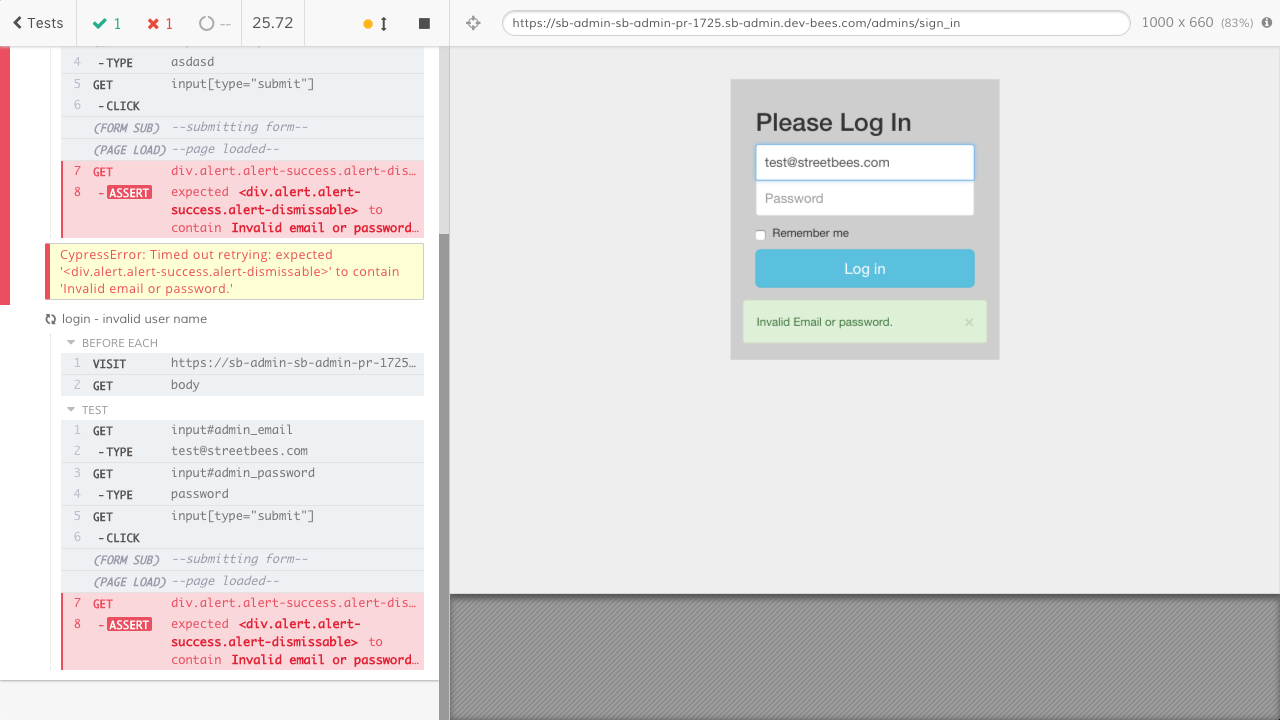 Tests
1
1
--
25.72
https://sb-admin-sb-admin-pr-1725.sb-admin.dev-bees.com/admins/sign_in
1000 x 660 (83%)
4 -TYPE asdasd
5 GET input[type="submit"]
6 -CLICK
(FORM SUB) --submitting form--
(PAGE LOAD) --page loaded--
7 GET div.alert.alert-success.alert-dis…
8 -ASSERT expected <div.alert.alert-
success.alert-dismissable> to
contain Invalid email or password…
CypressError: Timed out retrying: expected
'<div.alert.alert-success.alert-dismissable>' to contain
'Invalid email or password.'
login - invalid user name
BEFORE EACH
1 VISIT https://sb-admin-sb-admin-pr-1725…
2 GET body
TEST
1 GET input#admin_email
2 -TYPE test@streetbees.com
3 GET input#admin_password
4 -TYPE password
5 GET input[type="submit"]
6 -CLICK
(FORM SUB) --submitting form--
(PAGE LOAD) --page loaded--
7 GET div.alert.alert-success.alert-dis…
8 -ASSERT expected <div.alert.alert-
success.alert-dismissable> to
contain Invalid email or password…
Please Log In
test@streetbees.com
Password
Remember me
Log in
Invalid Email or password. ×